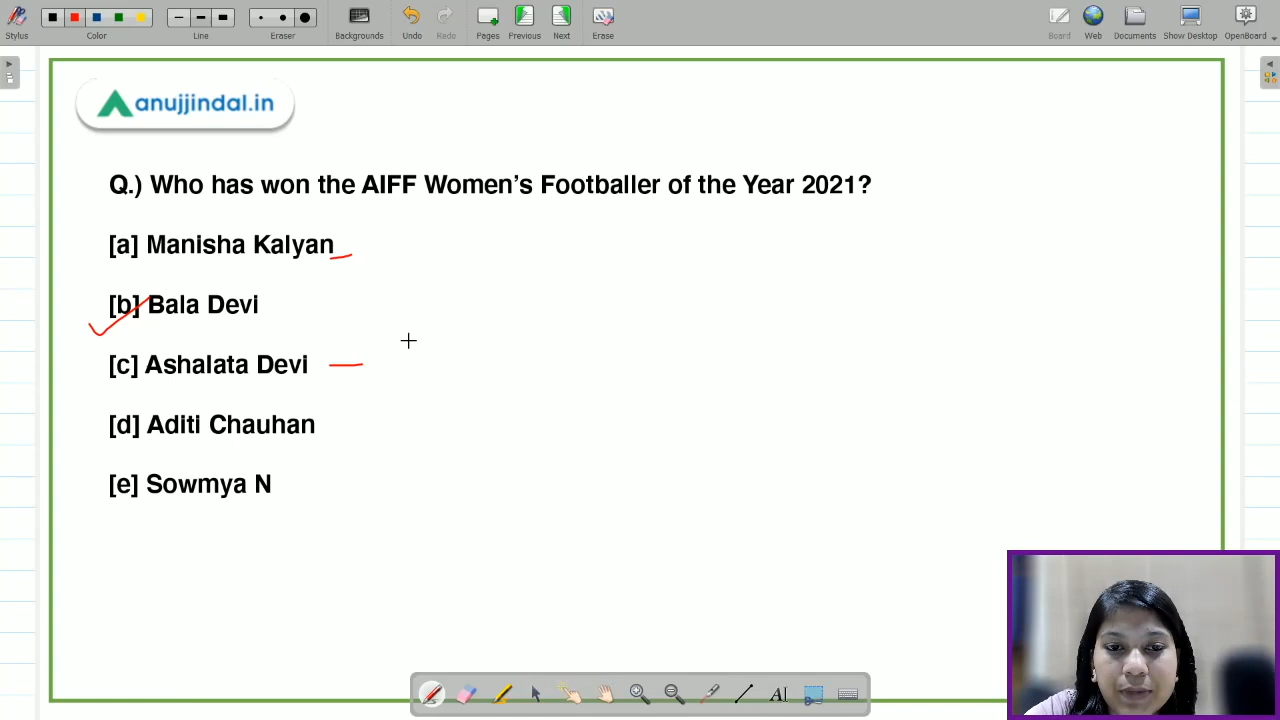 Stylus Color Line Eraser Backgrounds Undo Redo Pages Previous Next Erase Board Web Documents Show Desktop OpenBoard
anujjindal.in
Q.) Who has won the AIFF Women's Footballer of the Year 2021?
[a] Manisha Kalyan
[b] Bala Devi
[c] Ashalata Devi
[d] Aditi Chauhan
[e] Sowmya N